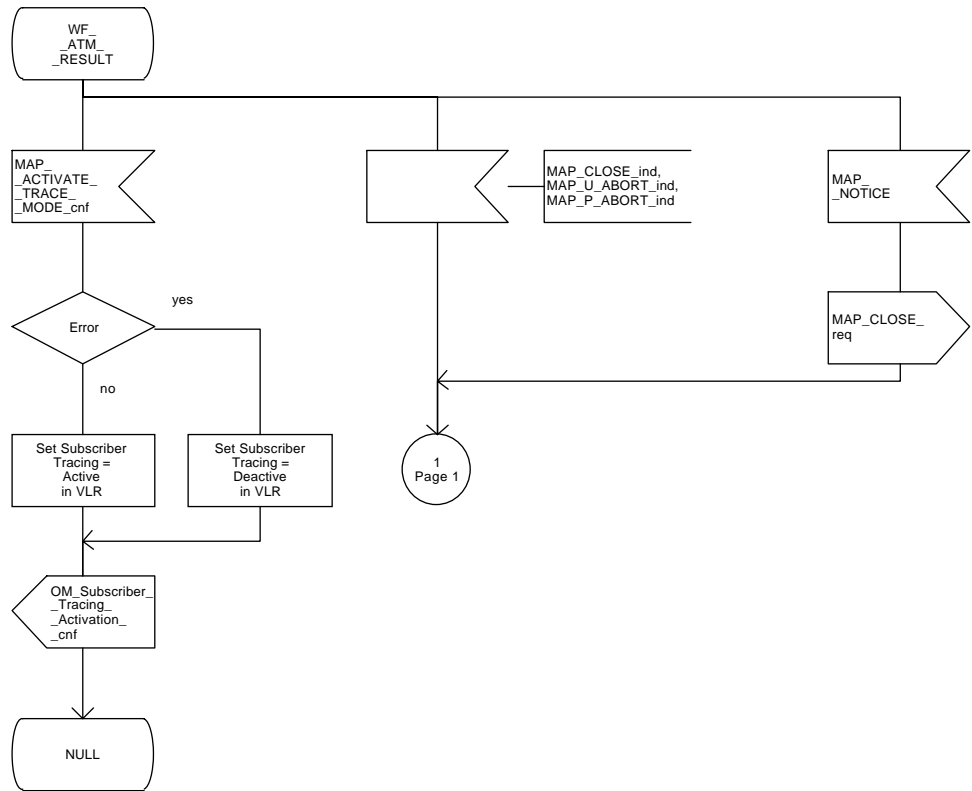 WF_
_ATM_
_RESULT
MAP_
_ACTIVATE_
_TRACE_
_MODE_cnf
MAP_CLOSE_ind,
MAP_U_ABORT_ind,
MAP_P_ABORT_ind
MAP_
_NOTICE
Error
yes
no
MAP_CLOSE_
req
Set Subscriber
Tracing =
Active
in VLR
Set Subscriber
Tracing =
Deactive
in VLR
1
Page 1
OM_Subscriber_
_Tracing_
_Activation_
_cnf
NULL